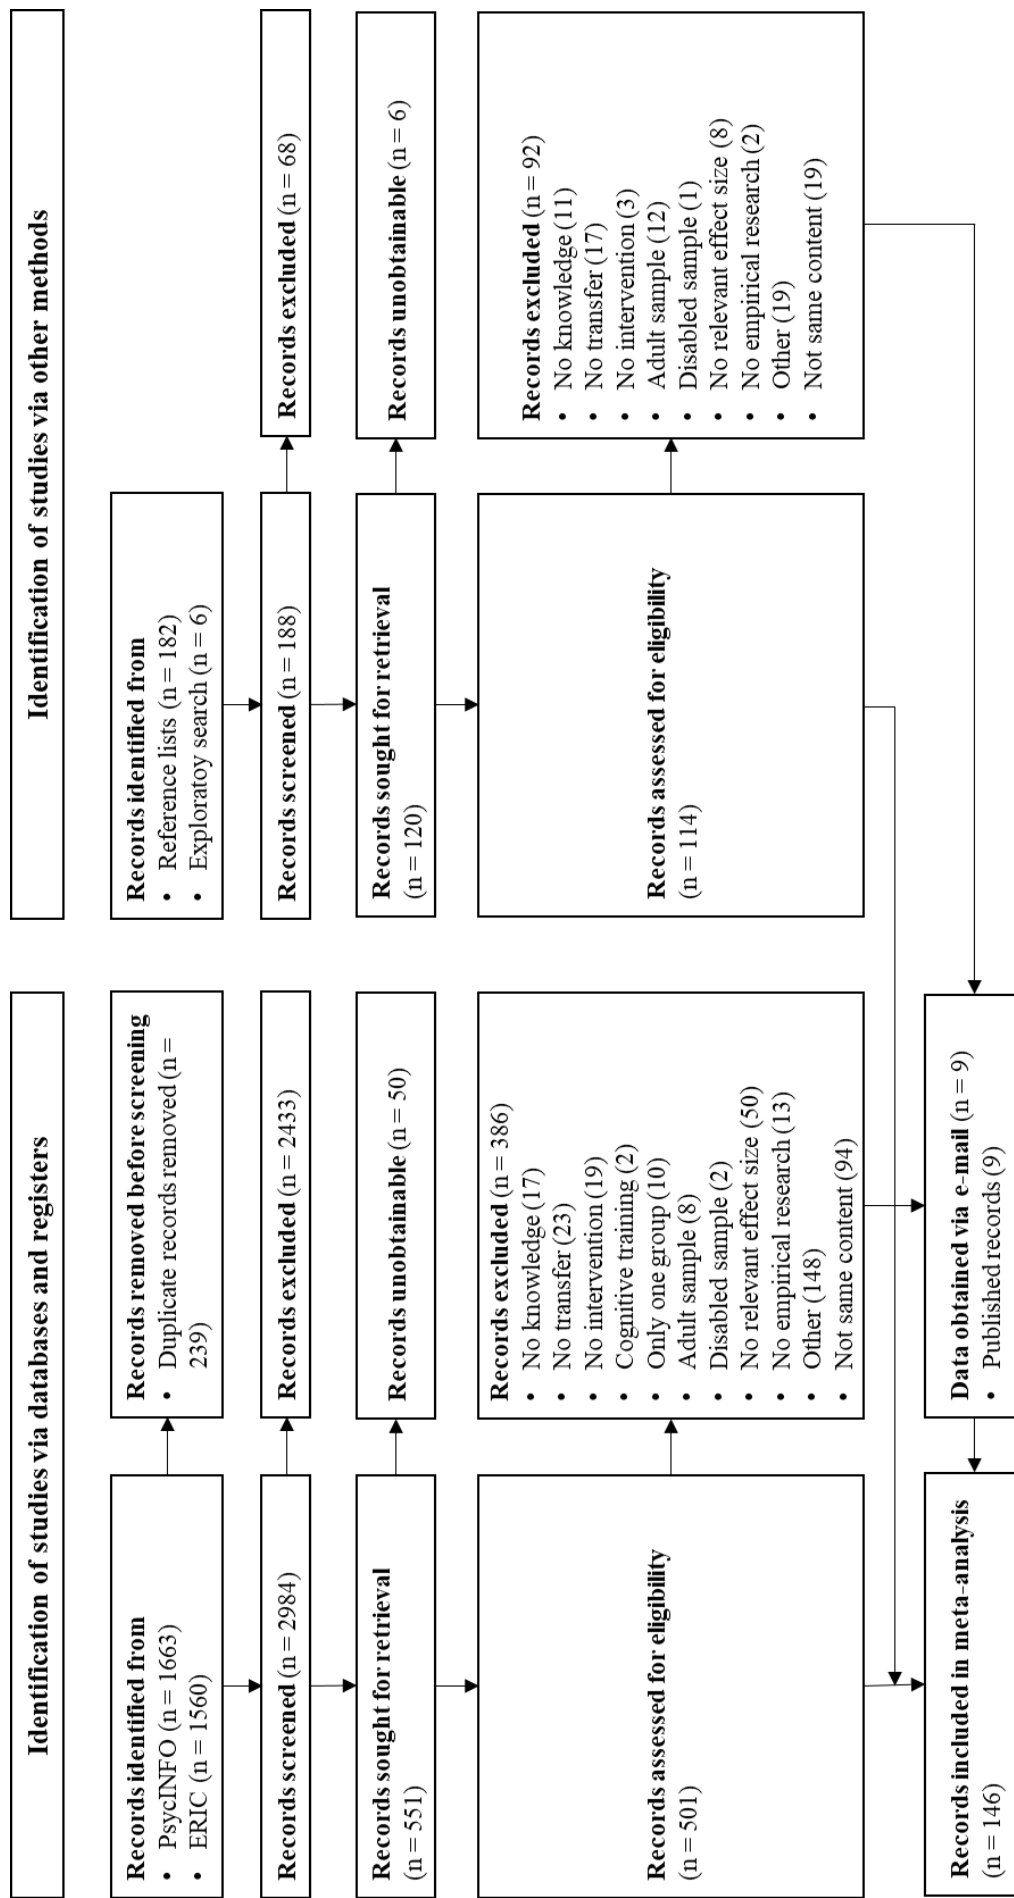 Identification of studies via databases and registers
Records identified from
• PsycINFO (n = 1663)
• ERIC (n = 1560)
Records removed before screening
• Duplicate records removed (n =
239)
Records screened (n = 2984)
Records excluded (n = 2433)
Records sought for retrieval
(n = 551)
Records unobtainable (n = 50)
Records assessed for eligibility
(n = 501)
Records excluded (n = 386)
• No knowledge (17)
• No transfer (23)
• No intervention (19)
• Cognitive training (2)
• Only one group (10)
• Adult sample (8)
• Disabled sample (2)
• No relevant effect size (50)
• No empirical research (13)
• Other (148)
• Not same content (94)
Records included in meta-analysis
(n = 146)
Data obtained via e-mail (n = 9)
• Published records (9)
Identification of studies via other methods
Records identified from
• Reference lists (n = 182)
• Exploratoy search (n = 6)
Records screened (n = 188)
Records excluded (n = 68)
Records sought for retrieval
(n = 120)
Records unobtainable (n = 6)
Records assessed for eligibility
(n = 114)
Records excluded (n = 92)
• No knowledge (11)
• No transfer (17)
• No intervention (3)
• Adult sample (12)
• Disabled sample (1)
• No relevant effect size (8)
• No empirical research (2)
• Other (19)
• Not same content (19)